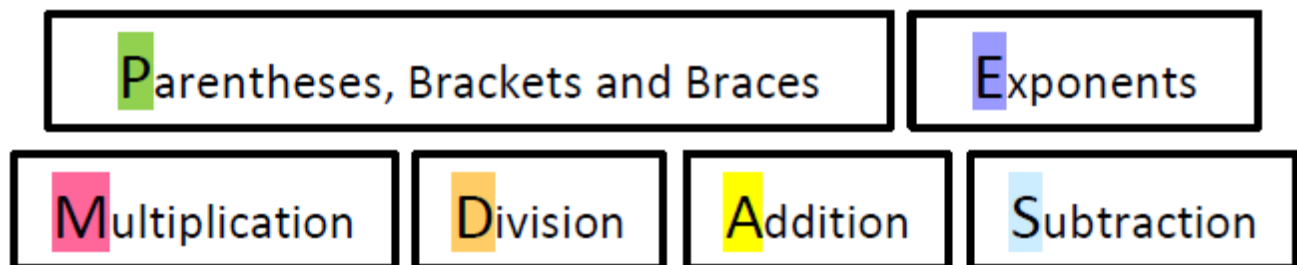 Parentheses, Brackets and Braces Exponents
Multiplication Division Addition Subtraction